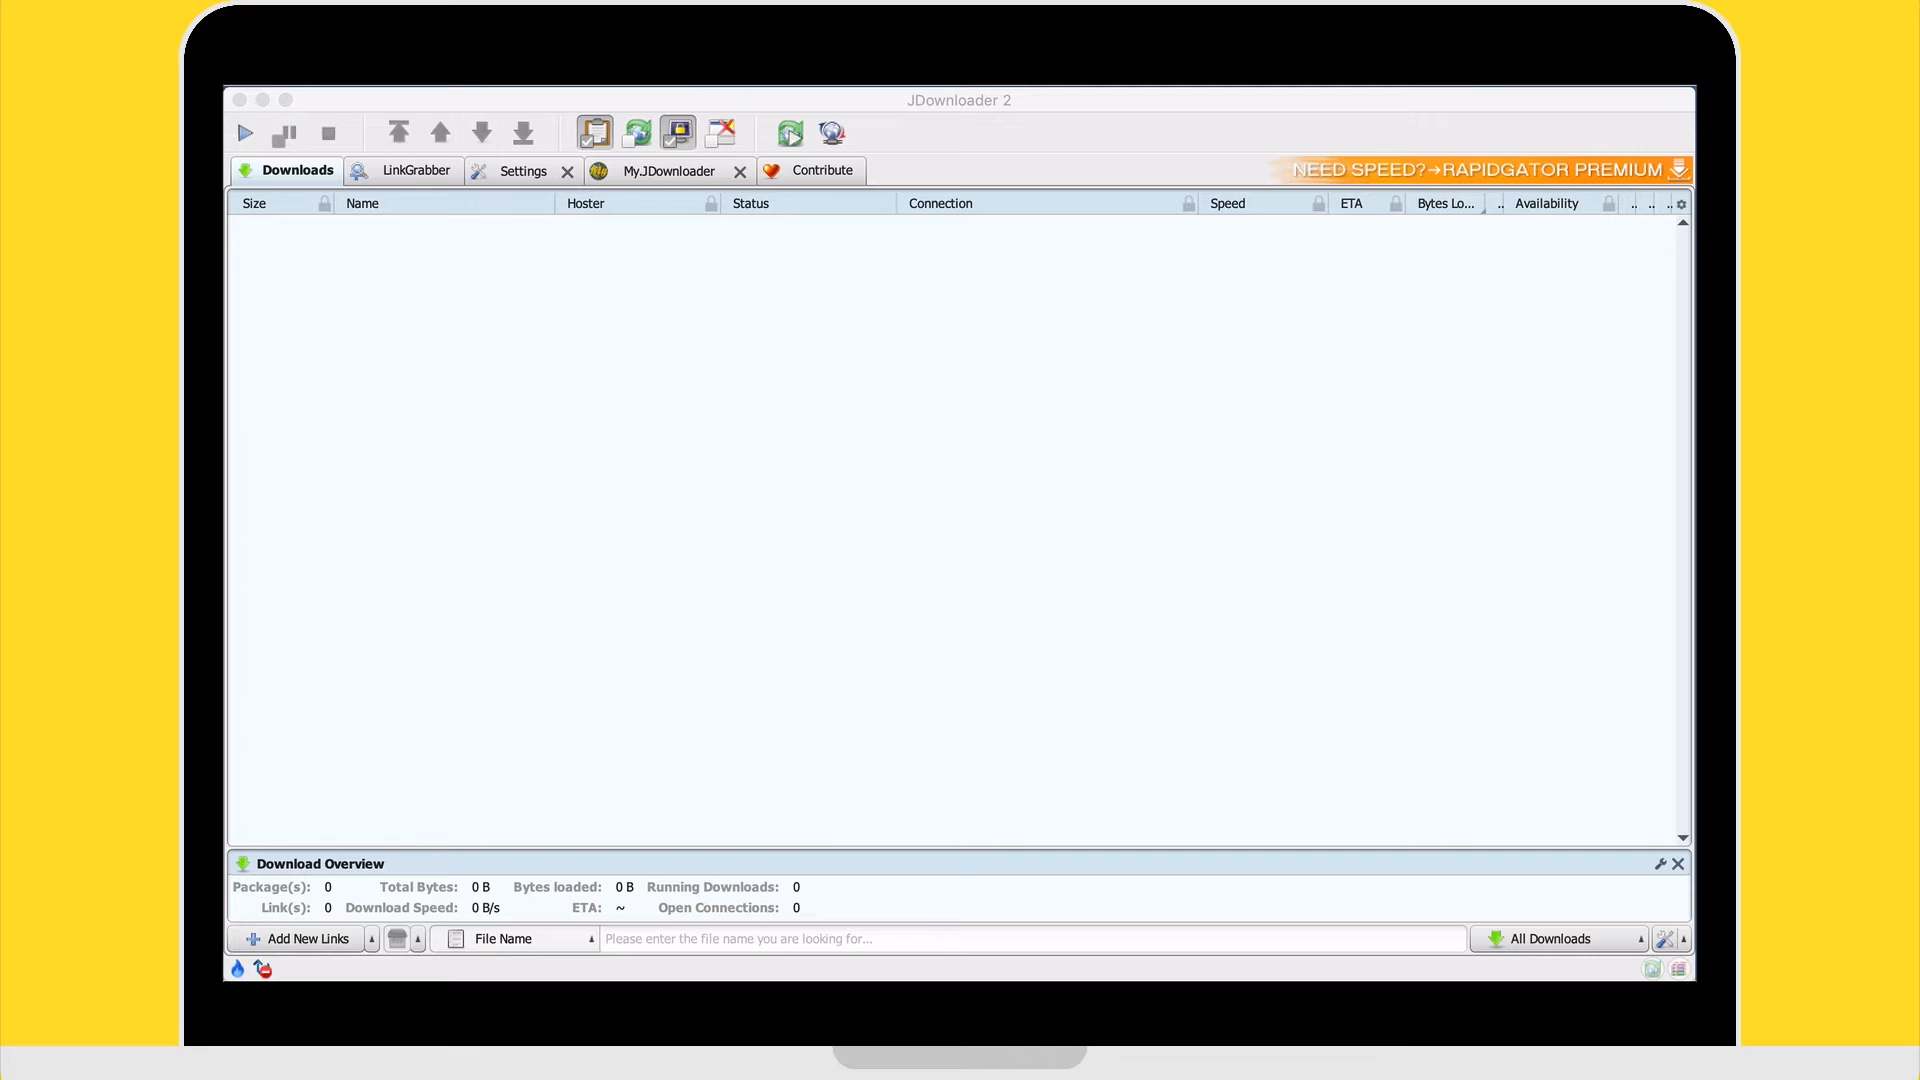 JDownloader 2
Downloads LinkGrabber Settings My.JDownloader Contribute NEED SPEED?→RAPIDGATOR PREMIUM
Size Name Hoster Status Connection Speed ETA Bytes Lo... .. Availability .. .. ..
Download Overview
Package(s): 0 Total Bytes: 0 B Bytes loaded: 0 B Running Downloads: 0
Link(s): 0 Download Speed: 0 B/s ETA: ~ Open Connections: 0
Add New Links File Name Please enter the file name you are looking for... All Downloads